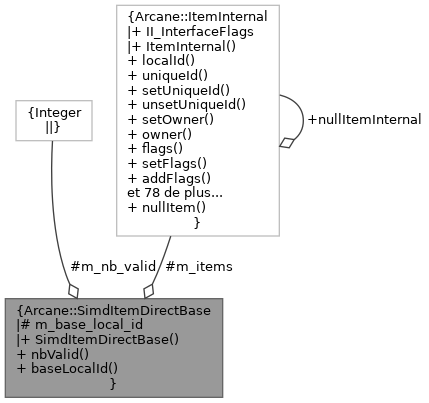 {Arcane::ItemInternal
|+ II_InterfaceFlags
|+ ItemInternal()
+ localId()
+ uniqueId()
+ setUniqueId()
+ unsetUniqueId()
+ setOwner()
+ owner()
+ flags()
+ setFlags()
+ addFlags()
et 78 de plus...
+ nullItem()
}
{Integer
||}
+nullItemInternal
#m_nb_valid
#m_items
{Arcane::SimdItemDirectBase
|# m_base_local_id
|+ SimdItemDirectBase()
+ nbValid()
+ baseLocalId()
}